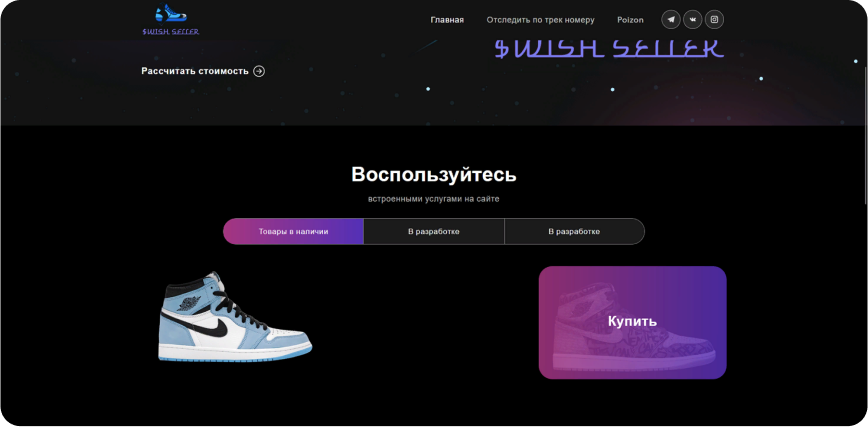 $WISH SELLER
Главная
Отследить по трек номеру
Poizon
$WISH SELLER
Рассчитать стоимость
Воспользуйтесь
встроенными услугами на сайте
Товары в наличии
В разработке
В разработке
Купить